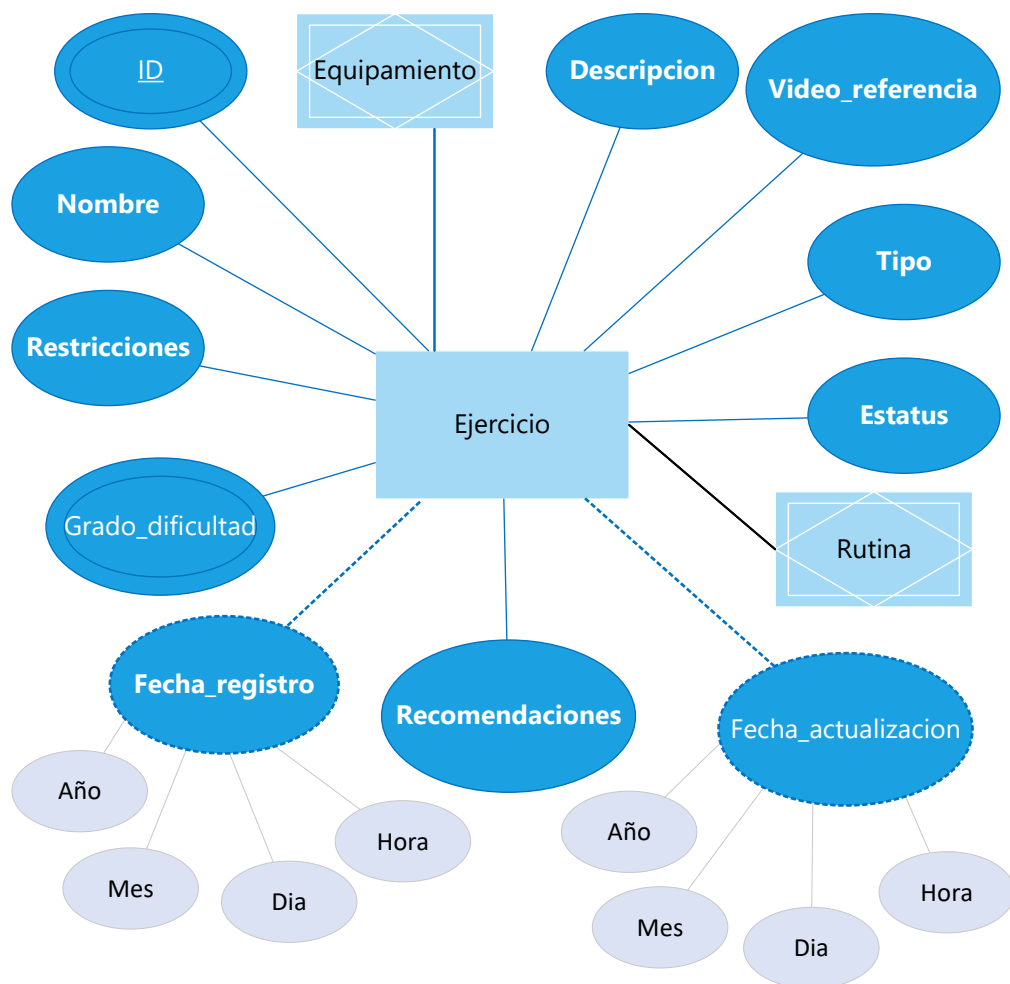 ID
Equipamiento
Descripcion
Video_referencia
Nombre
Tipo
Restricciones
Ejercicio
Estatus
Grado_dificultad
Rutina
Fecha_registro
Recomendaciones
Fecha_actualizacion
Año
Mes
Dia
Hora
Año
Mes
Dia
Hora